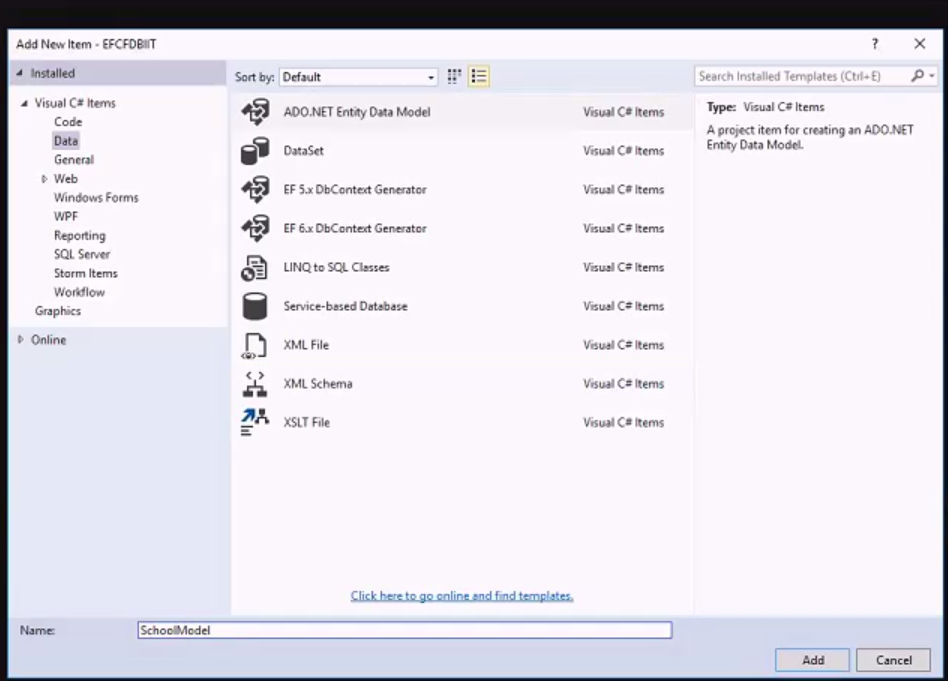 Add New Item - EFCFDBIIT
Installed
Sort by: Default
Search Installed Templates (Ctrl+E)
Visual C# Items
Code
Data
General
Web
Windows Forms
WPF
Reporting
SQL Server
Storm Items
Workflow
Graphics
Online
ADO.NET Entity Data Model Visual C# Items
DataSet Visual C# Items
EF 5.x DbContext Generator Visual C# Items
EF 6.x DbContext Generator Visual C# Items
LINQ to SQL Classes Visual C# Items
Service-based Database Visual C# Items
XML File Visual C# Items
XML Schema Visual C# Items
XSLT File Visual C# Items
Click here to go online and find templates.
Type: Visual C# Items
A project item for creating an ADO.NET
Entity Data Model.
Name: SchoolModel
Add Cancel